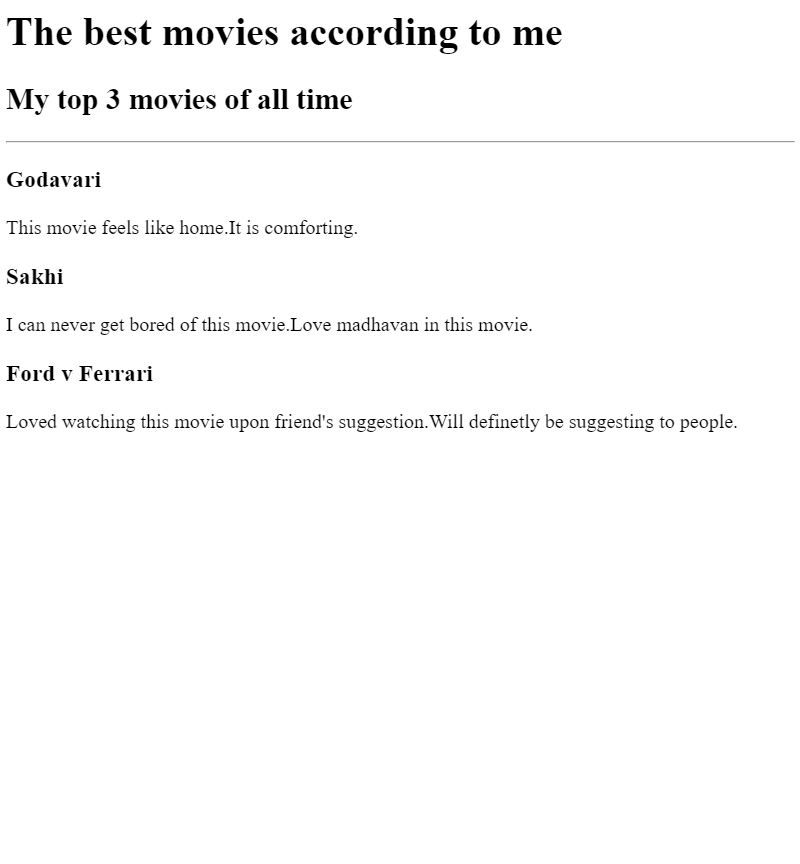 The best movies according to me
My top 3 movies of all time
Godavari
This movie feels like home.It is comforting.
Sakhi
I can never get bored of this movie.Love madhavan in this movie.
Ford v Ferrari
Loved watching this movie upon friend's suggestion.Will definetly be suggesting to people.